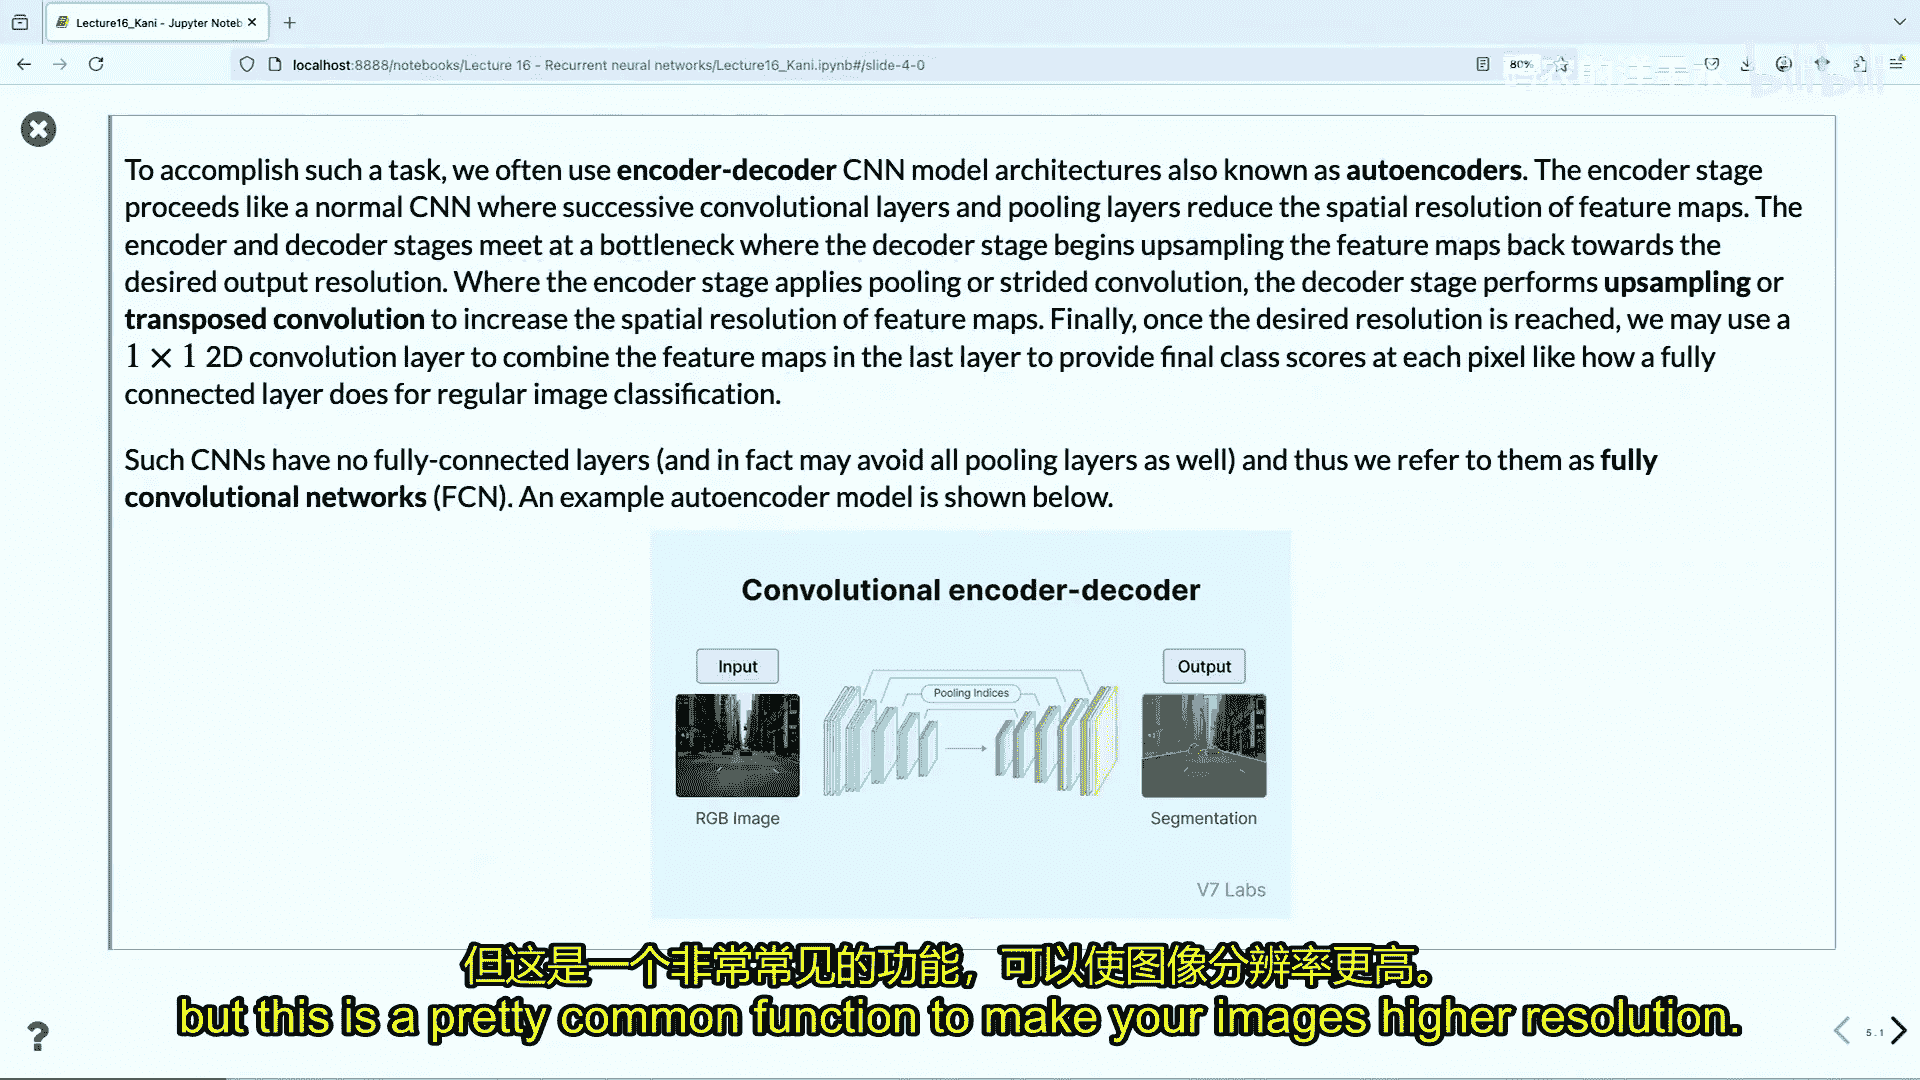 Lecture16_Kani - Jupyter Noteb
localhost:8888/notebooks/Lecture 16 - Recurrent neural networks/Lecture16_Kani.ipynb#/slide-4-0
80%
To accomplish such a task, we often use encoder-decoder CNN model architectures also known as autoencoders. The encoder stage
proceeds like a normal CNN where successive convolutional layers and pooling layers reduce the spatial resolution of feature maps. The
encoder and decoder stages meet at a bottleneck where the decoder stage begins upsampling the feature maps back towards the
desired output resolution. Where the encoder stage applies pooling or strided convolution, the decoder stage performs upsampling or
transposed convolution to increase the spatial resolution of feature maps. Finally, once the desired resolution is reached, we may use a
1 × 1 2D convolution layer to combine the feature maps in the last layer to provide final class scores at each pixel like how a fully
connected layer does for regular image classification.
Such CNNs have no fully-connected layers (and in fact may avoid all pooling layers as well) and thus we refer to them as fully
convolutional networks (FCN). An example autoencoder model is shown below.
Convolutional encoder-decoder
Input
Pooling Indices
Output
RGB Image
Segmentation
V7 Labs
但这是一个非常常见的功能，可以使图像分辨率更高。
but this is a pretty common function to make your images higher resolution.
5.1